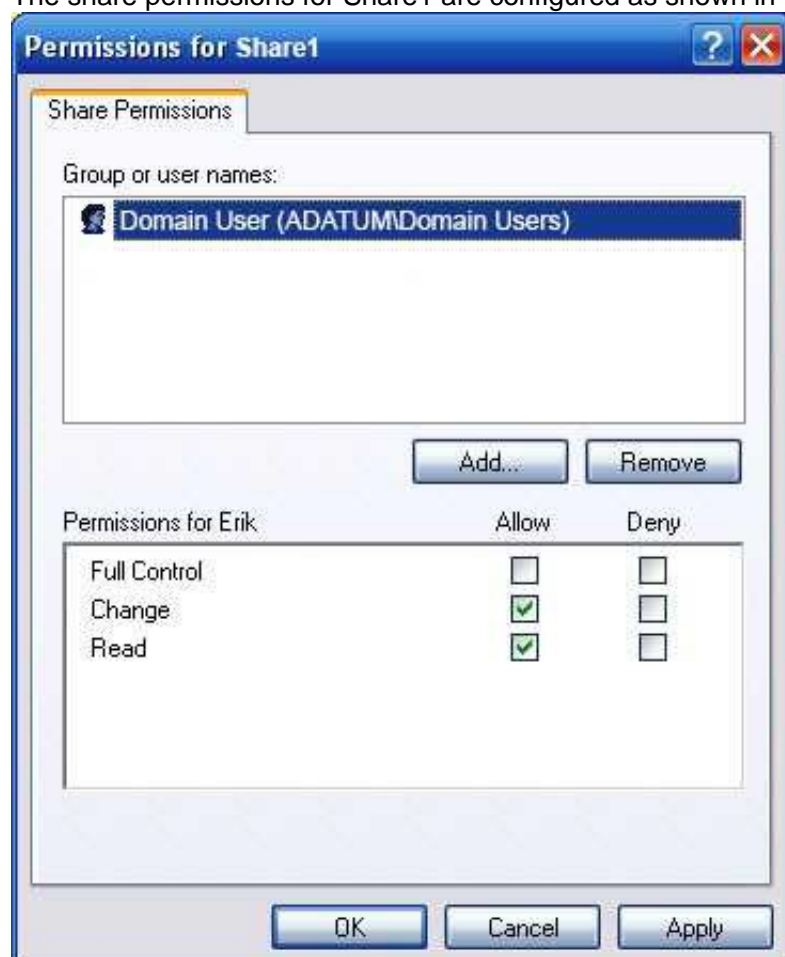 The share permissions for Share1 are configured as shown in
Permissions for Share1
Share Permissions
Group or user names:
Domain User (ADATUM\Domain Users)
Add... Remove
Permissions for Erik Allow Deny
Full Control
Change
Read
OK Cancel Apply